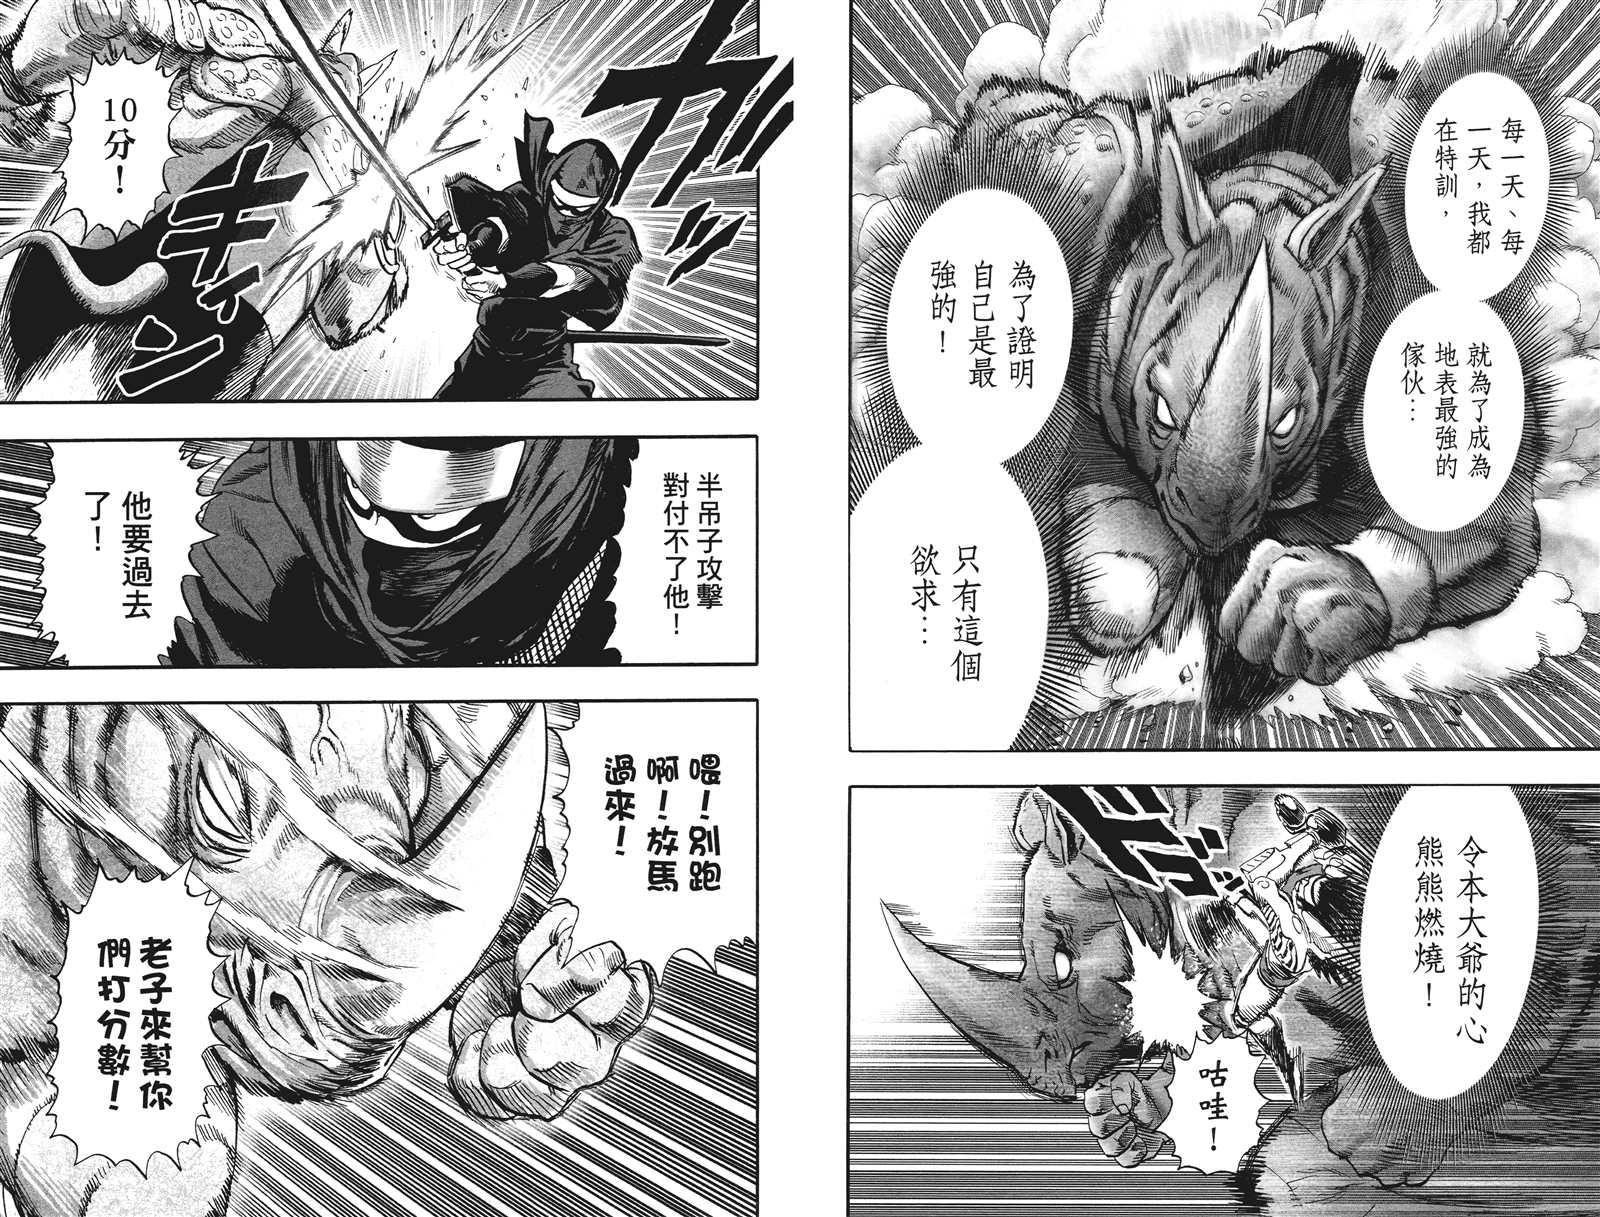 每一天、每
一天，我都
在特訓，
就為了成為
地表最強的
傢伙…
為了證明
自己是最
強的！
只有這個
欲求…
令本大爺的心
熊熊燃燒！
ドゴッ
咕哇！
ガガッ
10分！
キィン
半吊子攻擊
對付不了他！
他要過去
了！
喂！別跑
啊！放馬
過來！
老子來幫你
們打分數！